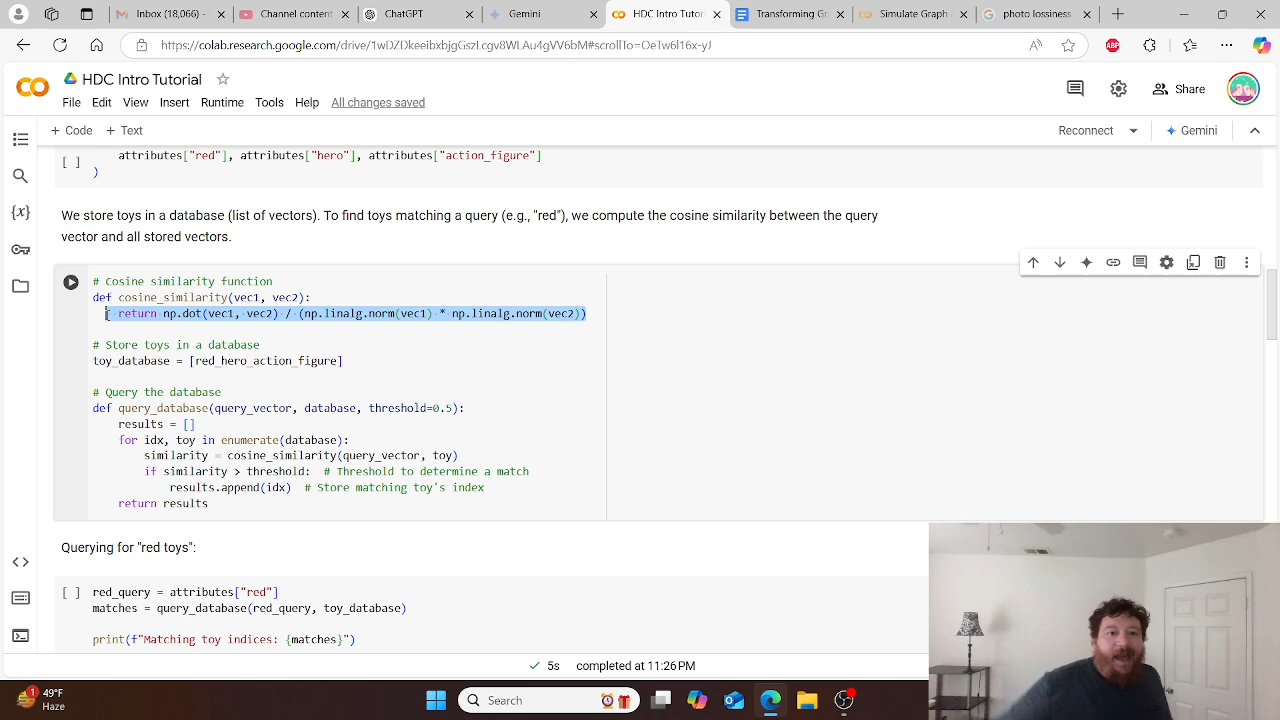 Inbox (18,066) -
Channel content
ChatGPT
Gemini
HDC Intro Tutor
Transforming Gr
Simulate Graph
photo lossiness
https://colab.research.google.com/drive/
HDC Intro Tutorial
File Edit View Insert Runtime Tools Help All changes saved
Share
+ Code + Text
Reconnect
Gemini
attributes["red"], attributes["hero"], attributes["action_figure"]
[ ]
)
We store toys in a database (list of vectors). To find toys matching a query (e.g., "red"), we compute the cosine similarity between the query
vector and all stored vectors.
# Cosine similarity function
def cosine_similarity(vec1, vec2):
return np.dot(vec1, vec2) / (np.linalg.norm(vec1) * np.linalg.norm(vec2))
# Store toys in a database
toy_database = [red_hero_action_figure]
# Query the database
def query_database(query_vector, database, threshold=0.5):
results = []
for idx, toy in enumerate(database):
similarity = cosine_similarity(query_vector, toy)
if similarity > threshold: # Threshold to determine a match
results.append(idx) # Store matching toy's index
return results
Querying for "red toys":
[ ] red_query = attributes["red"]
matches = query_database(red_query, toy_database)
print(f"Matching toy indices: {matches}")
5s completed at 11:26 PM
1
49°F
Haze
Search